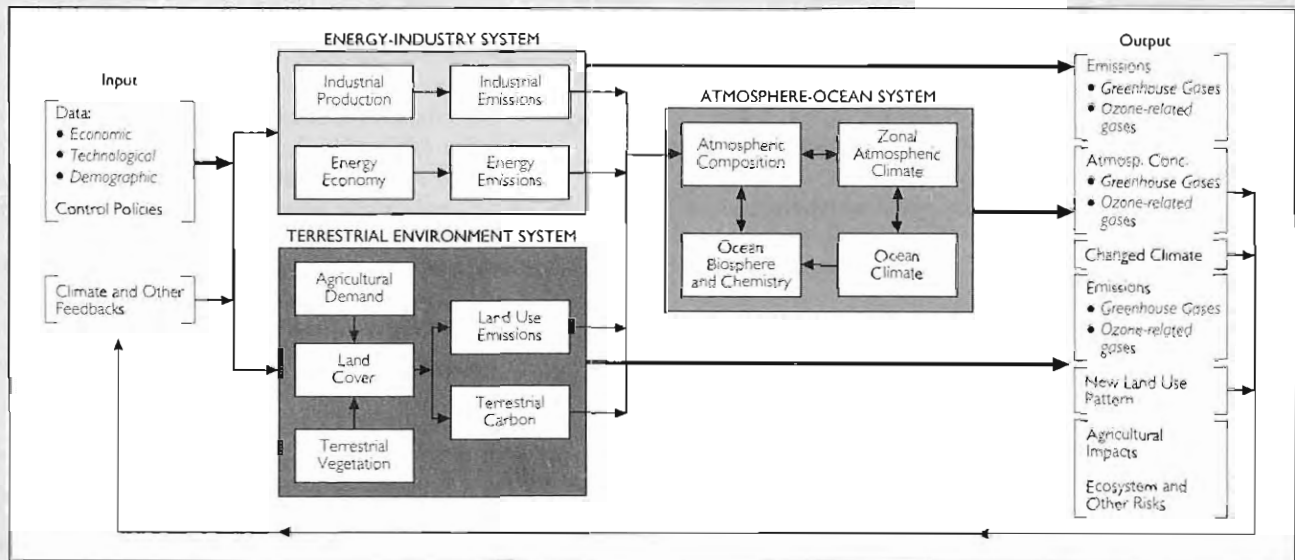 Input
Data:
• Economic
• Technological
• Demographic
Control Policies
Climate and Other
Feedbacks
ENERGY-INDUSTRY SYSTEM
Industrial
Production
Industrial
Emissions
Energy
Economy
Energy
Emissions
TERRESTRIAL ENVIRONMENT SYSTEM
Agricultural
Demand
Land
Cover
Terrestrial
Vegetation
Land Use
Emissions
Terrestrial
Carbon
ATMOSPHERE-OCEAN SYSTEM
Atmospheric
Composition
Zonal
Atmospheric
Climate
Ocean
Biosphere
and Chemistry
Ocean
Climate
Output
Emissions
• Greenhouse Gases
• Ozone-related
gases
Atmosp. Conc.
• Greenhouse Gases
• Ozone-related
gases
Changed Climate
Emissions
• Greenhouse Gases
• Ozone-related
gases
New Land Use
Pattern
Agricultural
Impacts
Ecosystem and
Other Risks